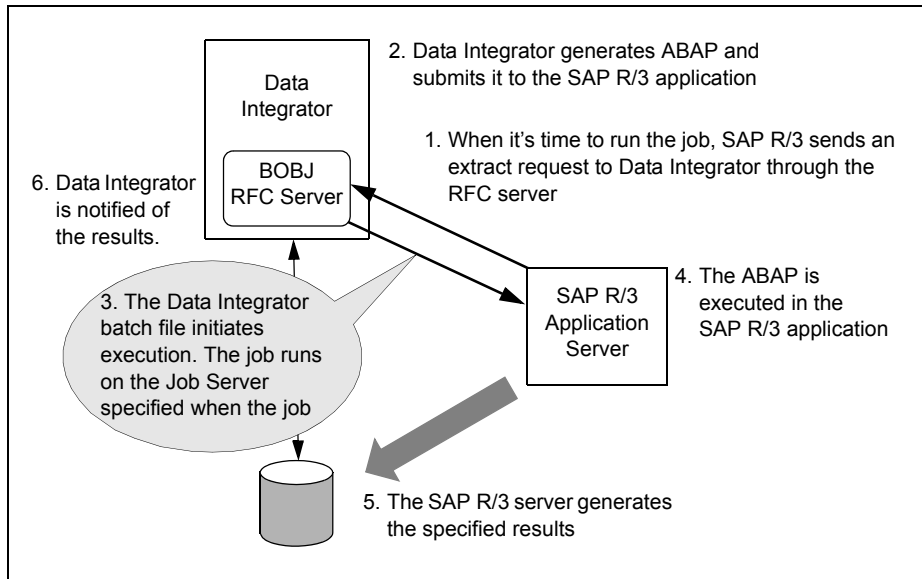 2. Data Integrator generates ABAP and
submits it to the SAP R/3 application
Data
Integrator
1. When it's time to run the job, SAP R/3 sends an
extract request to Data Integrator through the
RFC server
BOBJ
RFC Server
6. Data Integrator
is notified of
the results.
3. The Data Integrator
batch file initiates
execution. The job runs
on the Job Server
specified when the job
SAP R/3
Application
Server
4. The ABAP is
executed in the
SAP R/3 application
5. The SAP R/3 server generates
the specified results